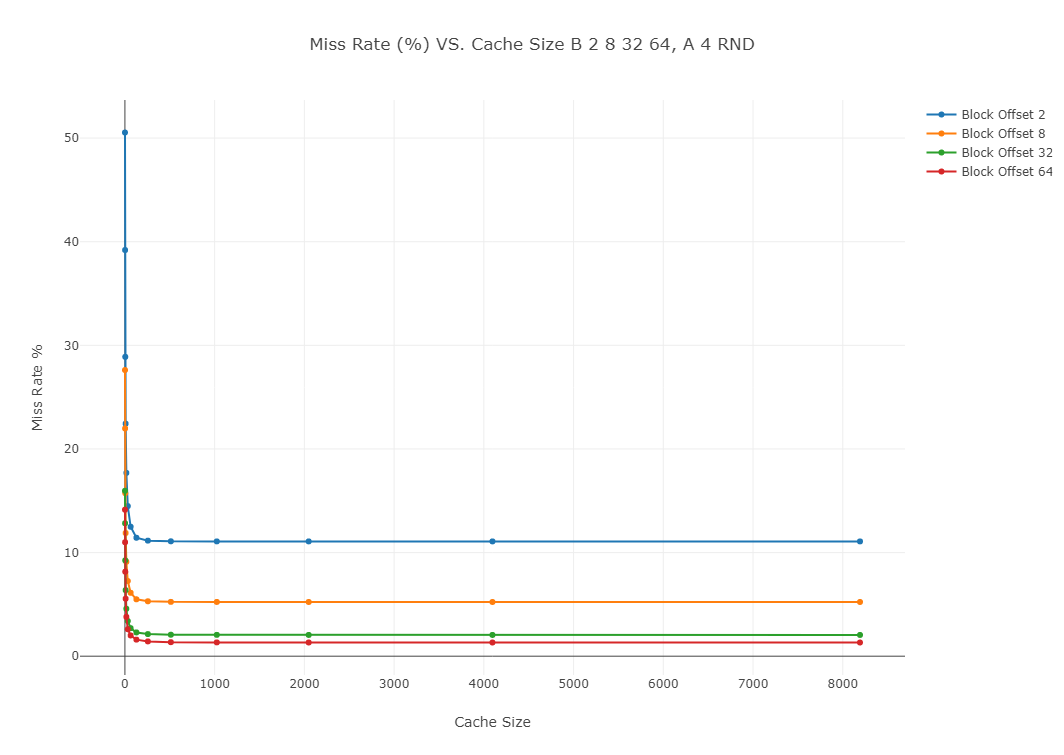 Miss Rate (%) VS. Cache Size B 2 8 32 64, A 4 RND
Block Offset 2
Block Offset 8
Block Offset 32
Block Offset 64
50
40
30
20
10
0
Miss Rate %
0 1000 2000 3000 4000 5000 6000 7000 8000
Cache Size